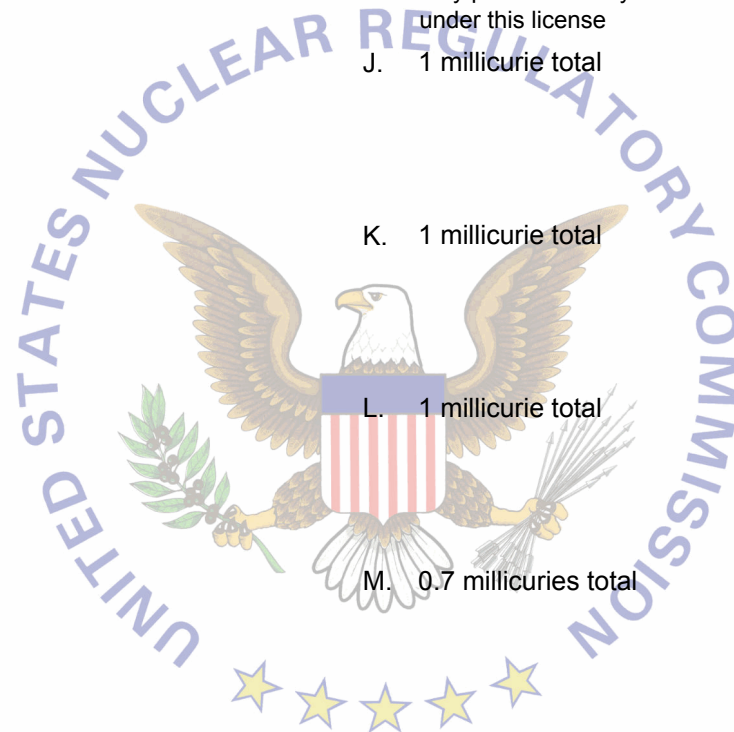 under this license
J. 1 millicurie total
K. 1 millicurie total
L. 1 millicurie total
M. 0.7 millicuries total
UNITED STATES NUCLEAR REGULATORY COMMISSION